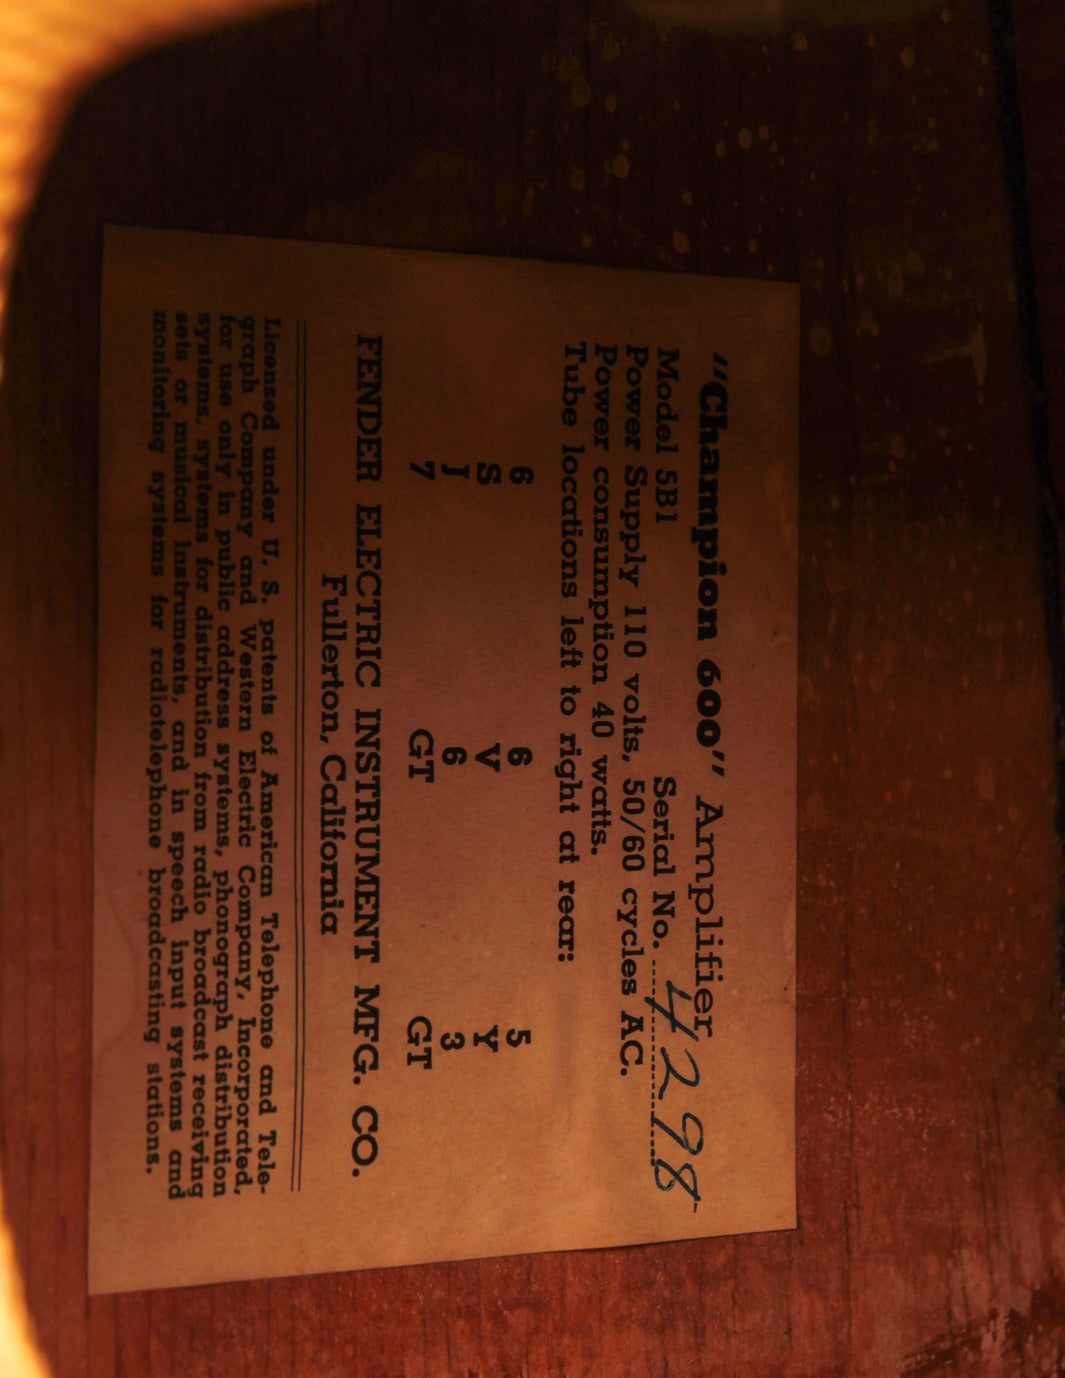 "Champion 600" Amplifier
Model 5B1 Serial No. 4298
Power Supply 110 volts, 50/60 cycles AC.
Power consumption 40 watts.
Tube locations left to right at rear:
6 6 5
S V Y
J 6 3
7 GT GT
FENDER ELECTRIC INSTRUMENT MFG. CO.
Fullerton, California
Licensed under U. S. patents of American Telephone and Tele-
graph Company and Western Electric Company, Incorporated,
for use only in public address systems, phonograph distribution
systems, systems for distribution from radio broadcast receiving
sets or musical instruments, and in speech input systems and
monitoring systems for radiotelephone broadcasting stations.